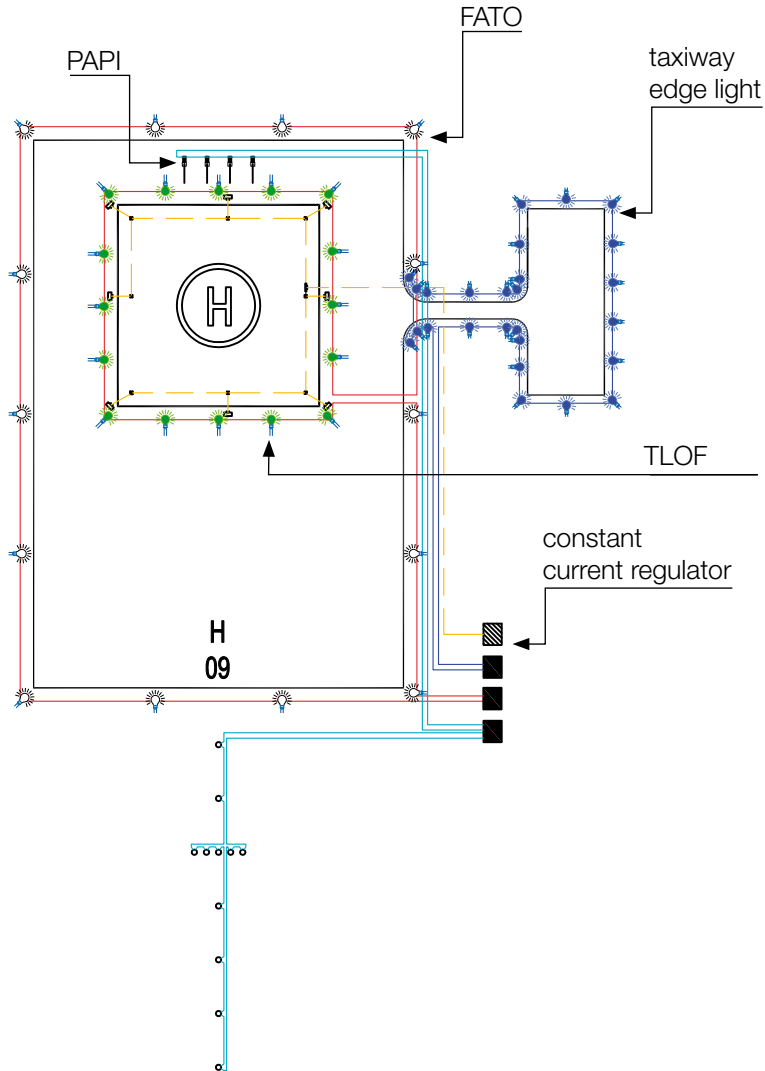 FATO
PAPI
taxiway
edge light
H
TLOF
constant
current regulator
H
09